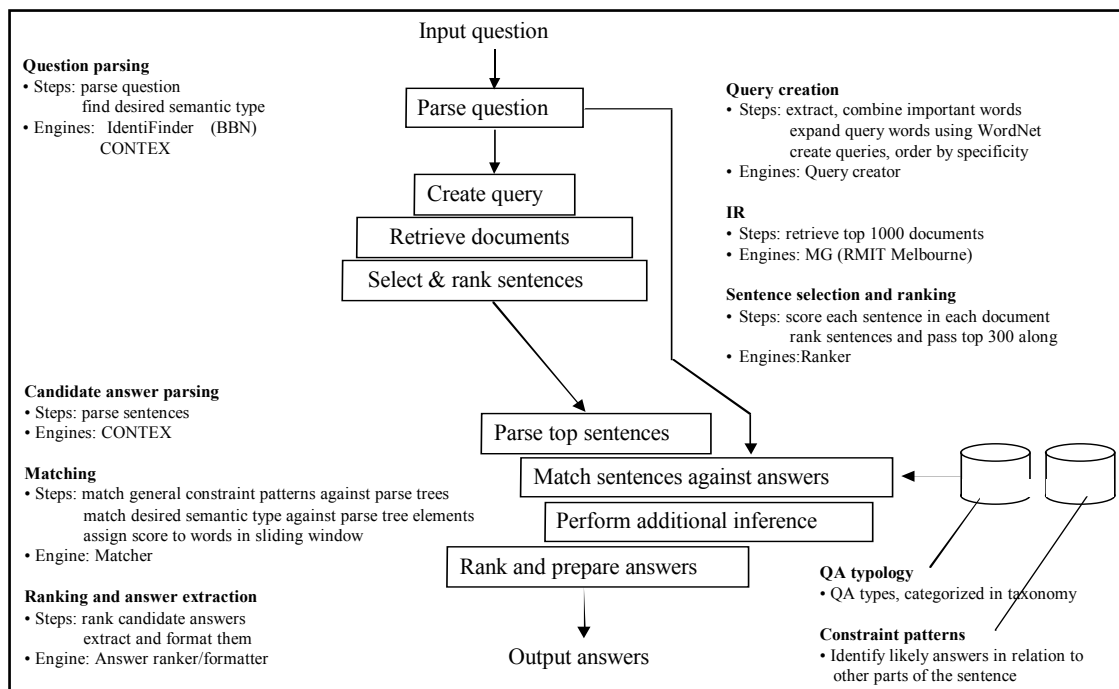 Input question
Question parsing
• Steps: parse question
find desired semantic type
• Engines: IdentiFinder (BBN)
CONTEX
Parse question
Create query
Retrieve documents
Select & rank sentences
Query creation
• Steps: extract, combine important words
expand query words using WordNet
create queries, order by specificity
• Engines: Query creator
IR
• Steps: retrieve top 1000 documents
• Engines: MG (RMIT Melbourne)
Sentence selection and ranking
• Steps: score each sentence in each document
rank sentences and pass top 300 along
• Engines:Ranker
Candidate answer parsing
• Steps: parse sentences
• Engines: CONTEX
Matching
• Steps: match general constraint patterns against parse trees
match desired semantic type against parse tree elements
assign score to words in sliding window
• Engine: Matcher
Ranking and answer extraction
• Steps: rank candidate answers
extract and format them
• Engine: Answer ranker/formatter
Parse top sentences
Match sentences against answers
Perform additional inference
Rank and prepare answers
Output answers
QA typology
• QA types, categorized in taxonomy
Constraint patterns
• Identify likely answers in relation to
other parts of the sentence